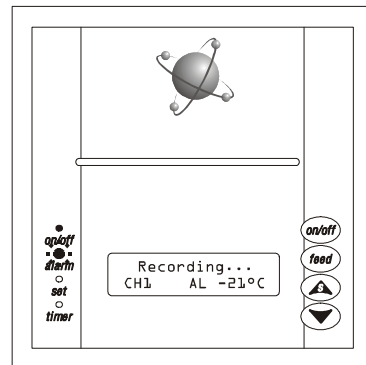 on/off
alarm
set
timer
Recording...
CH1 AL -21°C
on/off
feed
S